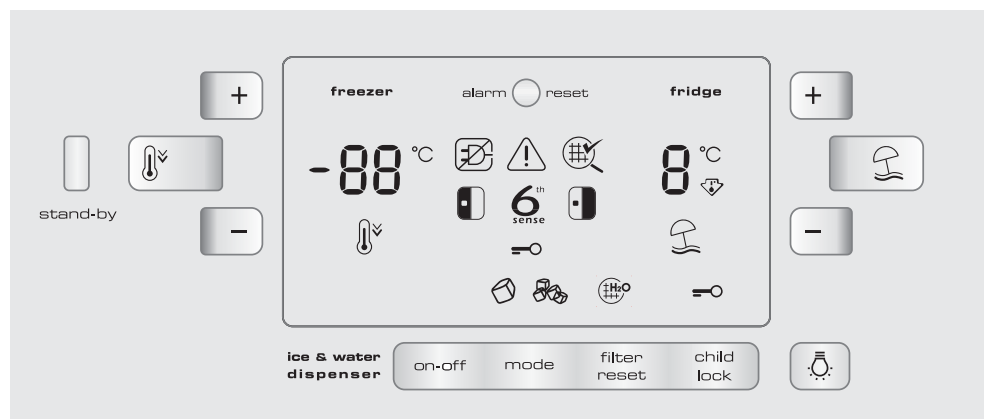 freezer
alarm reset
fridge
+
+
-88 °C
8 °C
stand-by
6th
sense
-
-
H2O
ice & water
dispenser
on-off
mode
filter
reset
child
lock